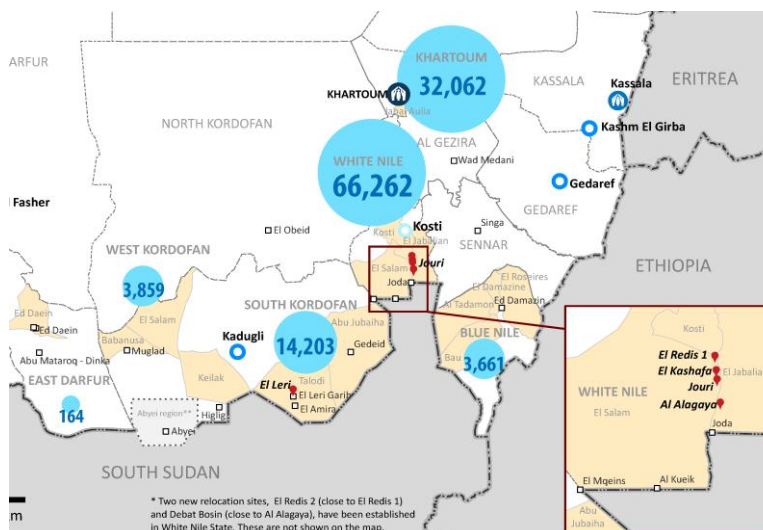 KHARTOUM
32,062
KASSALA
Kassala
ERITREA
ARFUR
KHARTOUM
Jabal Aulia
Kashm El Girba
NORTH KORDOFAN
AL GEZIRA
WHITE NILE
66,262
Wad Medani
Gedaref
Fasher
GEDAREF
Kosti
Kosti
El Jabalian
Singa
El Obeid
SENNAR
WEST KORDOFAN
ETHIOPIA
3,859
El Salam
Jouri
Joda
El Roseires
El Damazine
Al Tadamon
Ed Damazin
SOUTH KORDOFAN
Ed Daein
Ed Daein
El Salam
Babanusa
Muglad
Kadugli
14,203
Abu Jubaiha
Gedeid
BLUE NILE
Bau
3,661
Abu Mataroq - Dinka
EAST DARFUR
164
Keilak
El Leri
Talodi
El Leri Garib
El Amira
Higlig
Abyei region**
Abyei
SOUTH SUDAN
m
* Two new relocation sites, El Redis 2 (close to El Redis 1)
and Debat Bosin (close to Al Alagaya), have been established
in White Nile State. These are not shown on the map.
Kosti
El Redis 1
El Kashafa
Jouri
El Jabalia
WHITE NILE
El Salam
Al Alagaya
Joda
El Mqeins
Al Kueik
Abu
Jubaiha